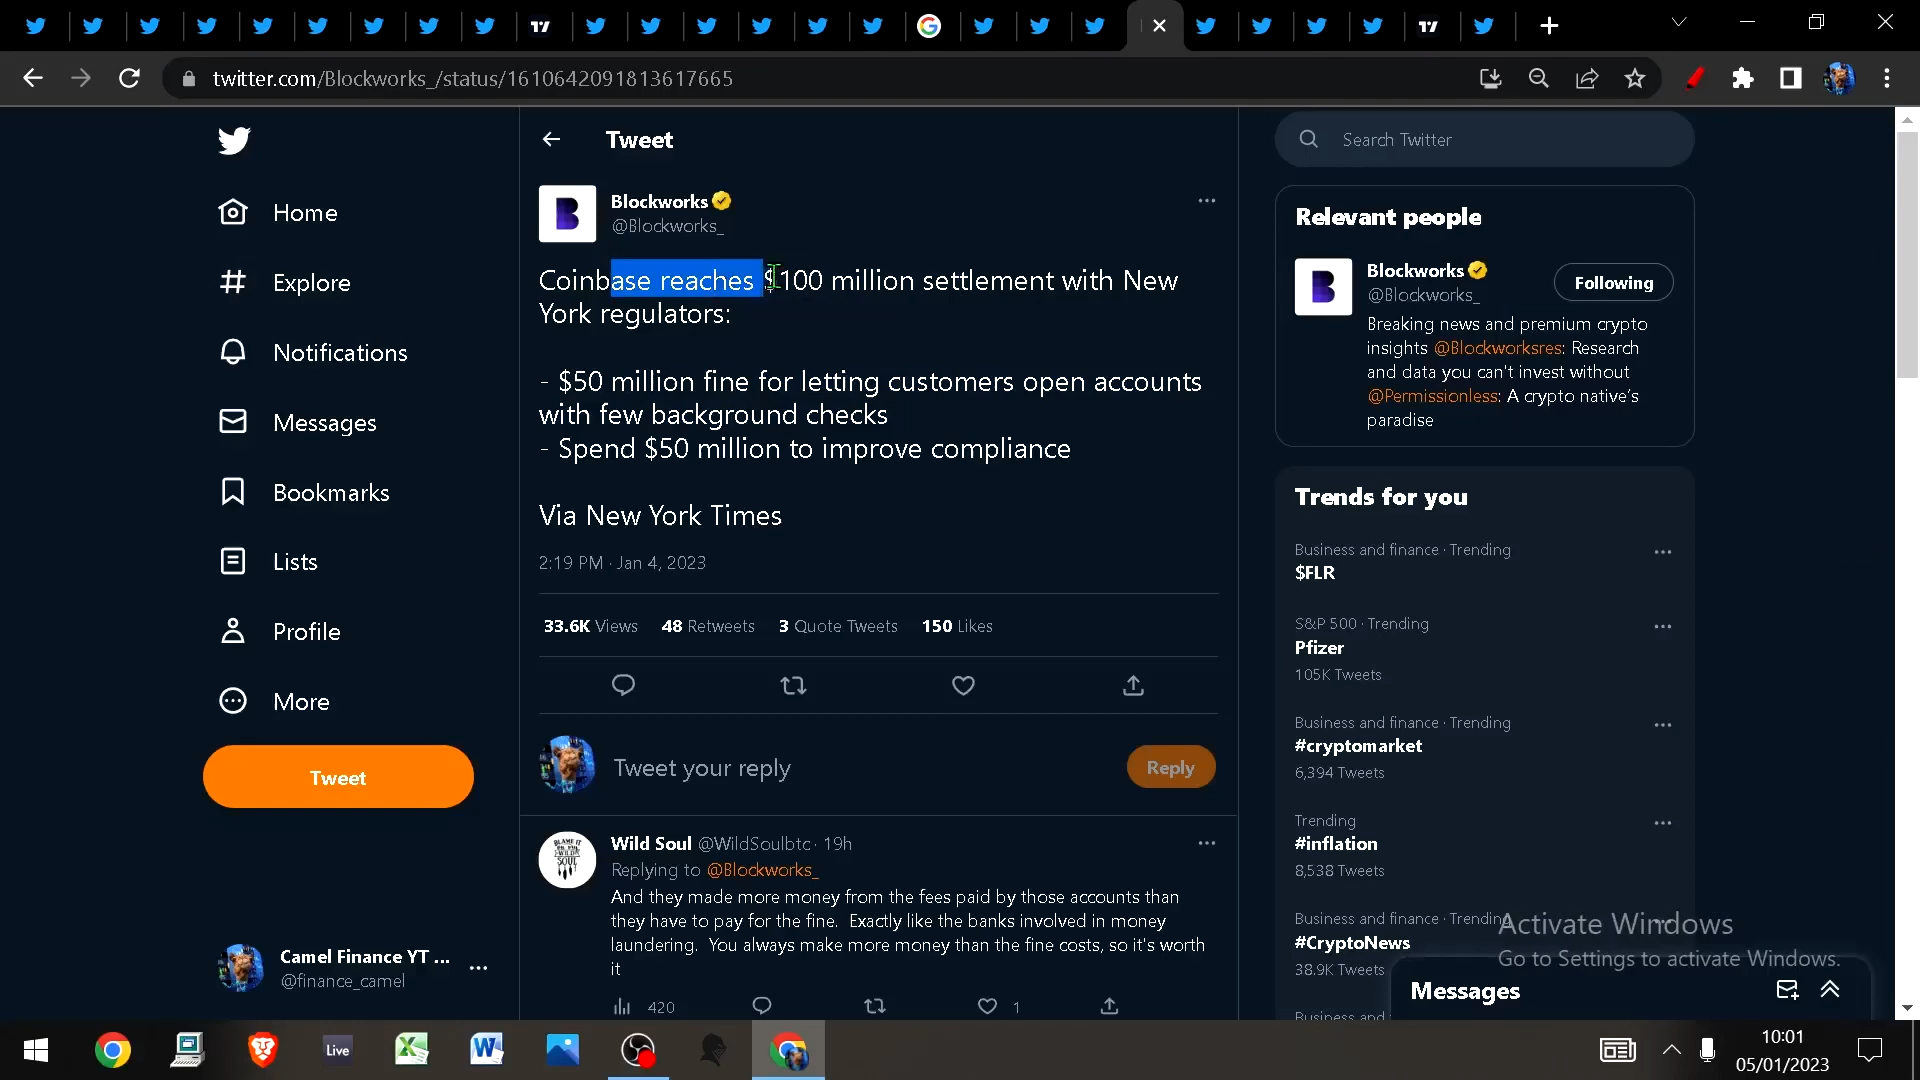 twitter.com/Blockworks_/status/1610642091813617665
Tweet
Search Twitter
Home
Explore
Notifications
Messages
Bookmarks
Lists
Profile
More
Tweet
Camel Finance YT ...
@finance_camel
Blockworks
@Blockworks_
Coinbase reaches $100 million settlement with New
York regulators:
- $50 million fine for letting customers open accounts
with few background checks
- Spend $50 million to improve compliance
Via New York Times
2:19 PM · Jan 4, 2023
33.6K Views 48 Retweets 3 Quote Tweets 150 Likes
Tweet your reply
Reply
Wild Soul @WildSoulbtc · 19h
Replying to @Blockworks_
And they made more money from the fees paid by those accounts than
they have to pay for the fine. Exactly like the banks involved in money
laundering. You always make more money than the fine costs, so it's worth
it
420
1
Relevant people
Blockworks
@Blockworks_
Following
Breaking news and premium crypto
insights @Blockworksres: Research
and data you can't invest without
@Permissionless: A crypto native's
paradise
Trends for you
Business and finance · Trending
$FLR
S&P 500 · Trending
Pfizer
105K Tweets
Business and finance · Trending
#cryptomarket
6,394 Tweets
Trending
#inflation
8,538 Tweets
Business and finance · Trending
#CryptoNews
38.9K Tweets
Business and
Activate Windows
Go to Settings to activate Windows.
Messages
Live
10:01
05/01/2023